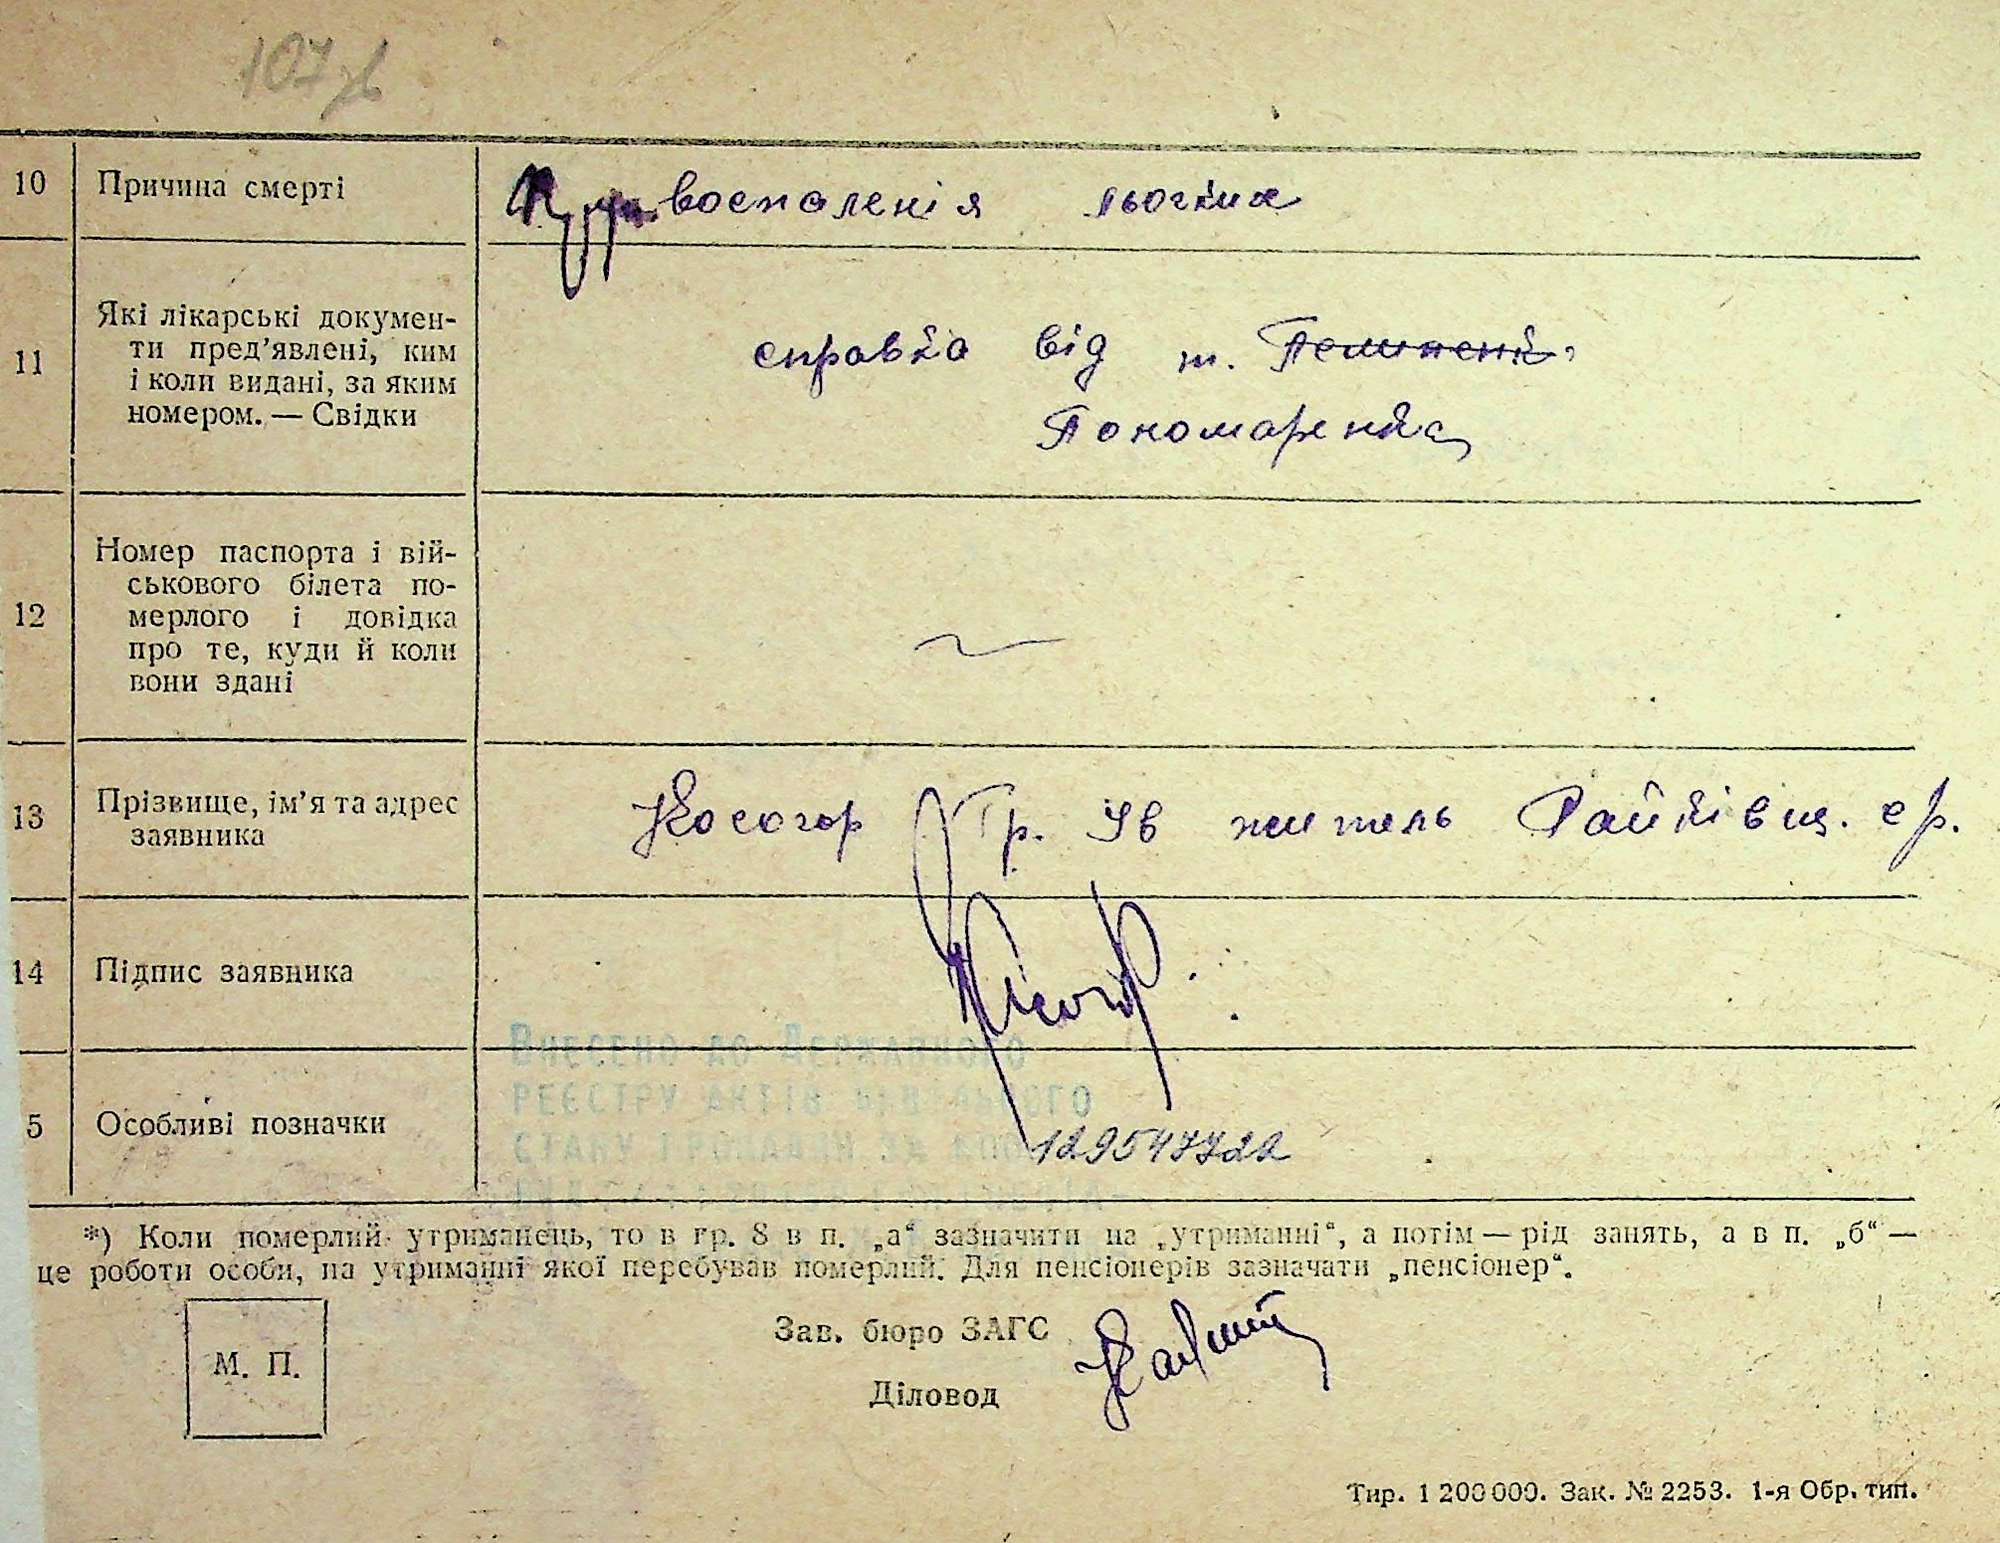 107 зв
10 Причина смерті воспаленія льогких
11 Які лікарські докумен-
ти пред'явлені, ким
і коли видані, за яким
номером. — Свідки
справка від т.
Пономаренка
12 Номер паспорта і вій-
ськового білета по-
мерлого і довідка
про те, куди й коли
вони здані
13 Прізвище, ім'я та адрес
заявника
Косогор Гр. Ів житель Райківщ. ср.
14 Підпис заявника
Внесено до Державного
реєстру актів цивільного
стану громадян за
5 Особливі позначки
129547722
*) Коли померлий утриманець, то в гр. 8 в п. „а“ зазначити на „утриманні“, а потім — рід занять, а в п. „б“ —
це роботи особи, на утриманні якої перебував померлий. Для пенсіонерів зазначати „пенсіонер“.
М. П.
Зав. бюро ЗАГС
Діловод
Тир. 1 200 000. Зак. № 2253. 1-я Обр. тип.